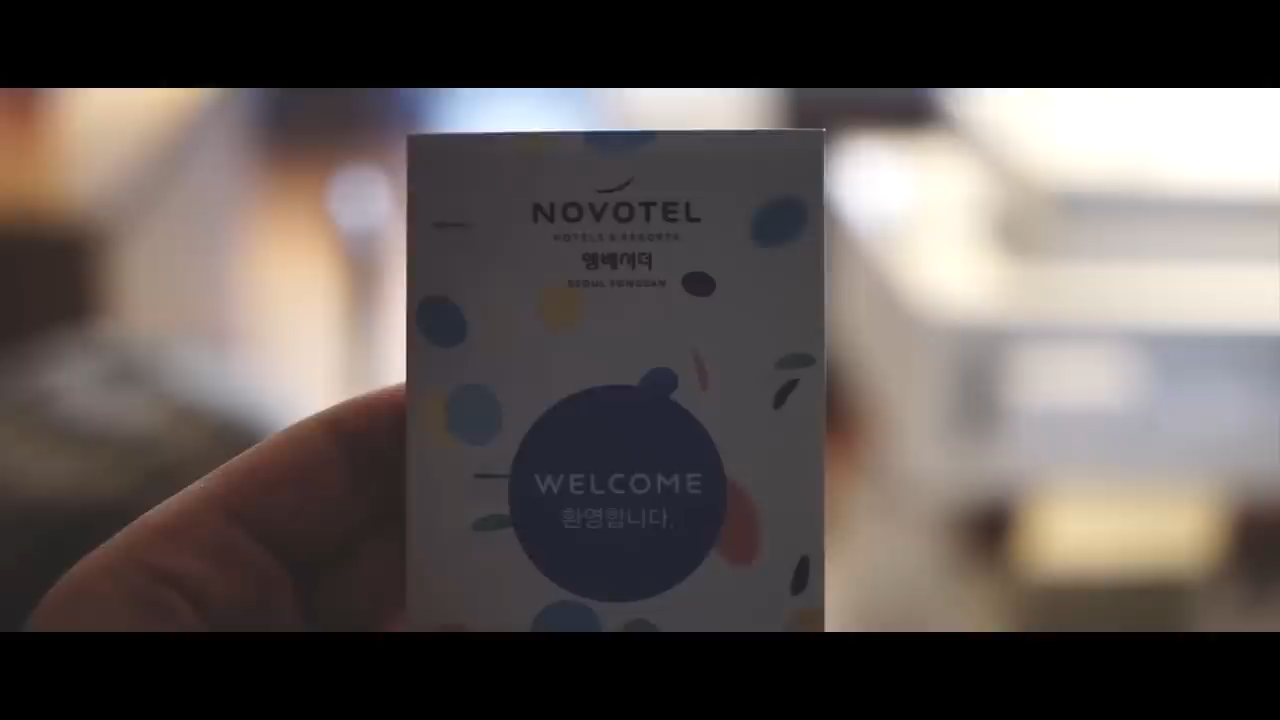 NOVOTEL
HOTELS & RESORTS
앰배서더
SEOUL YONGSAN
WELCOME
환영합니다.